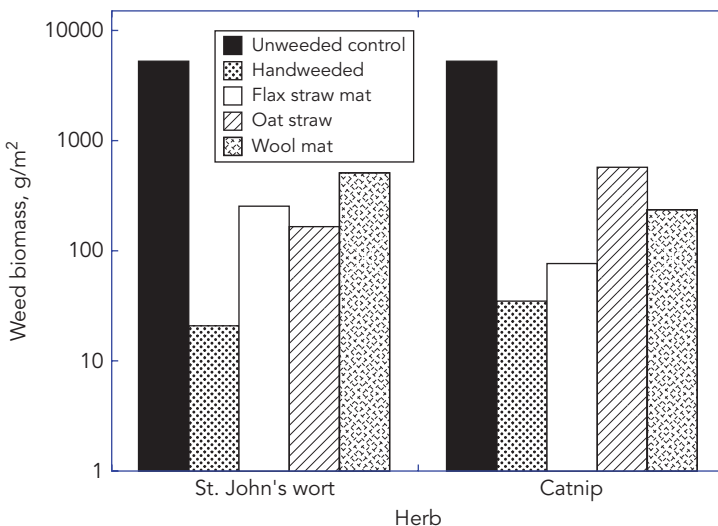 10000
1000
100
10
1
Weed biomass, g/m²
Unweeded control
Handweeded
Flax straw mat
Oat straw
Wool mat
St. John's wort
Catnip
Herb